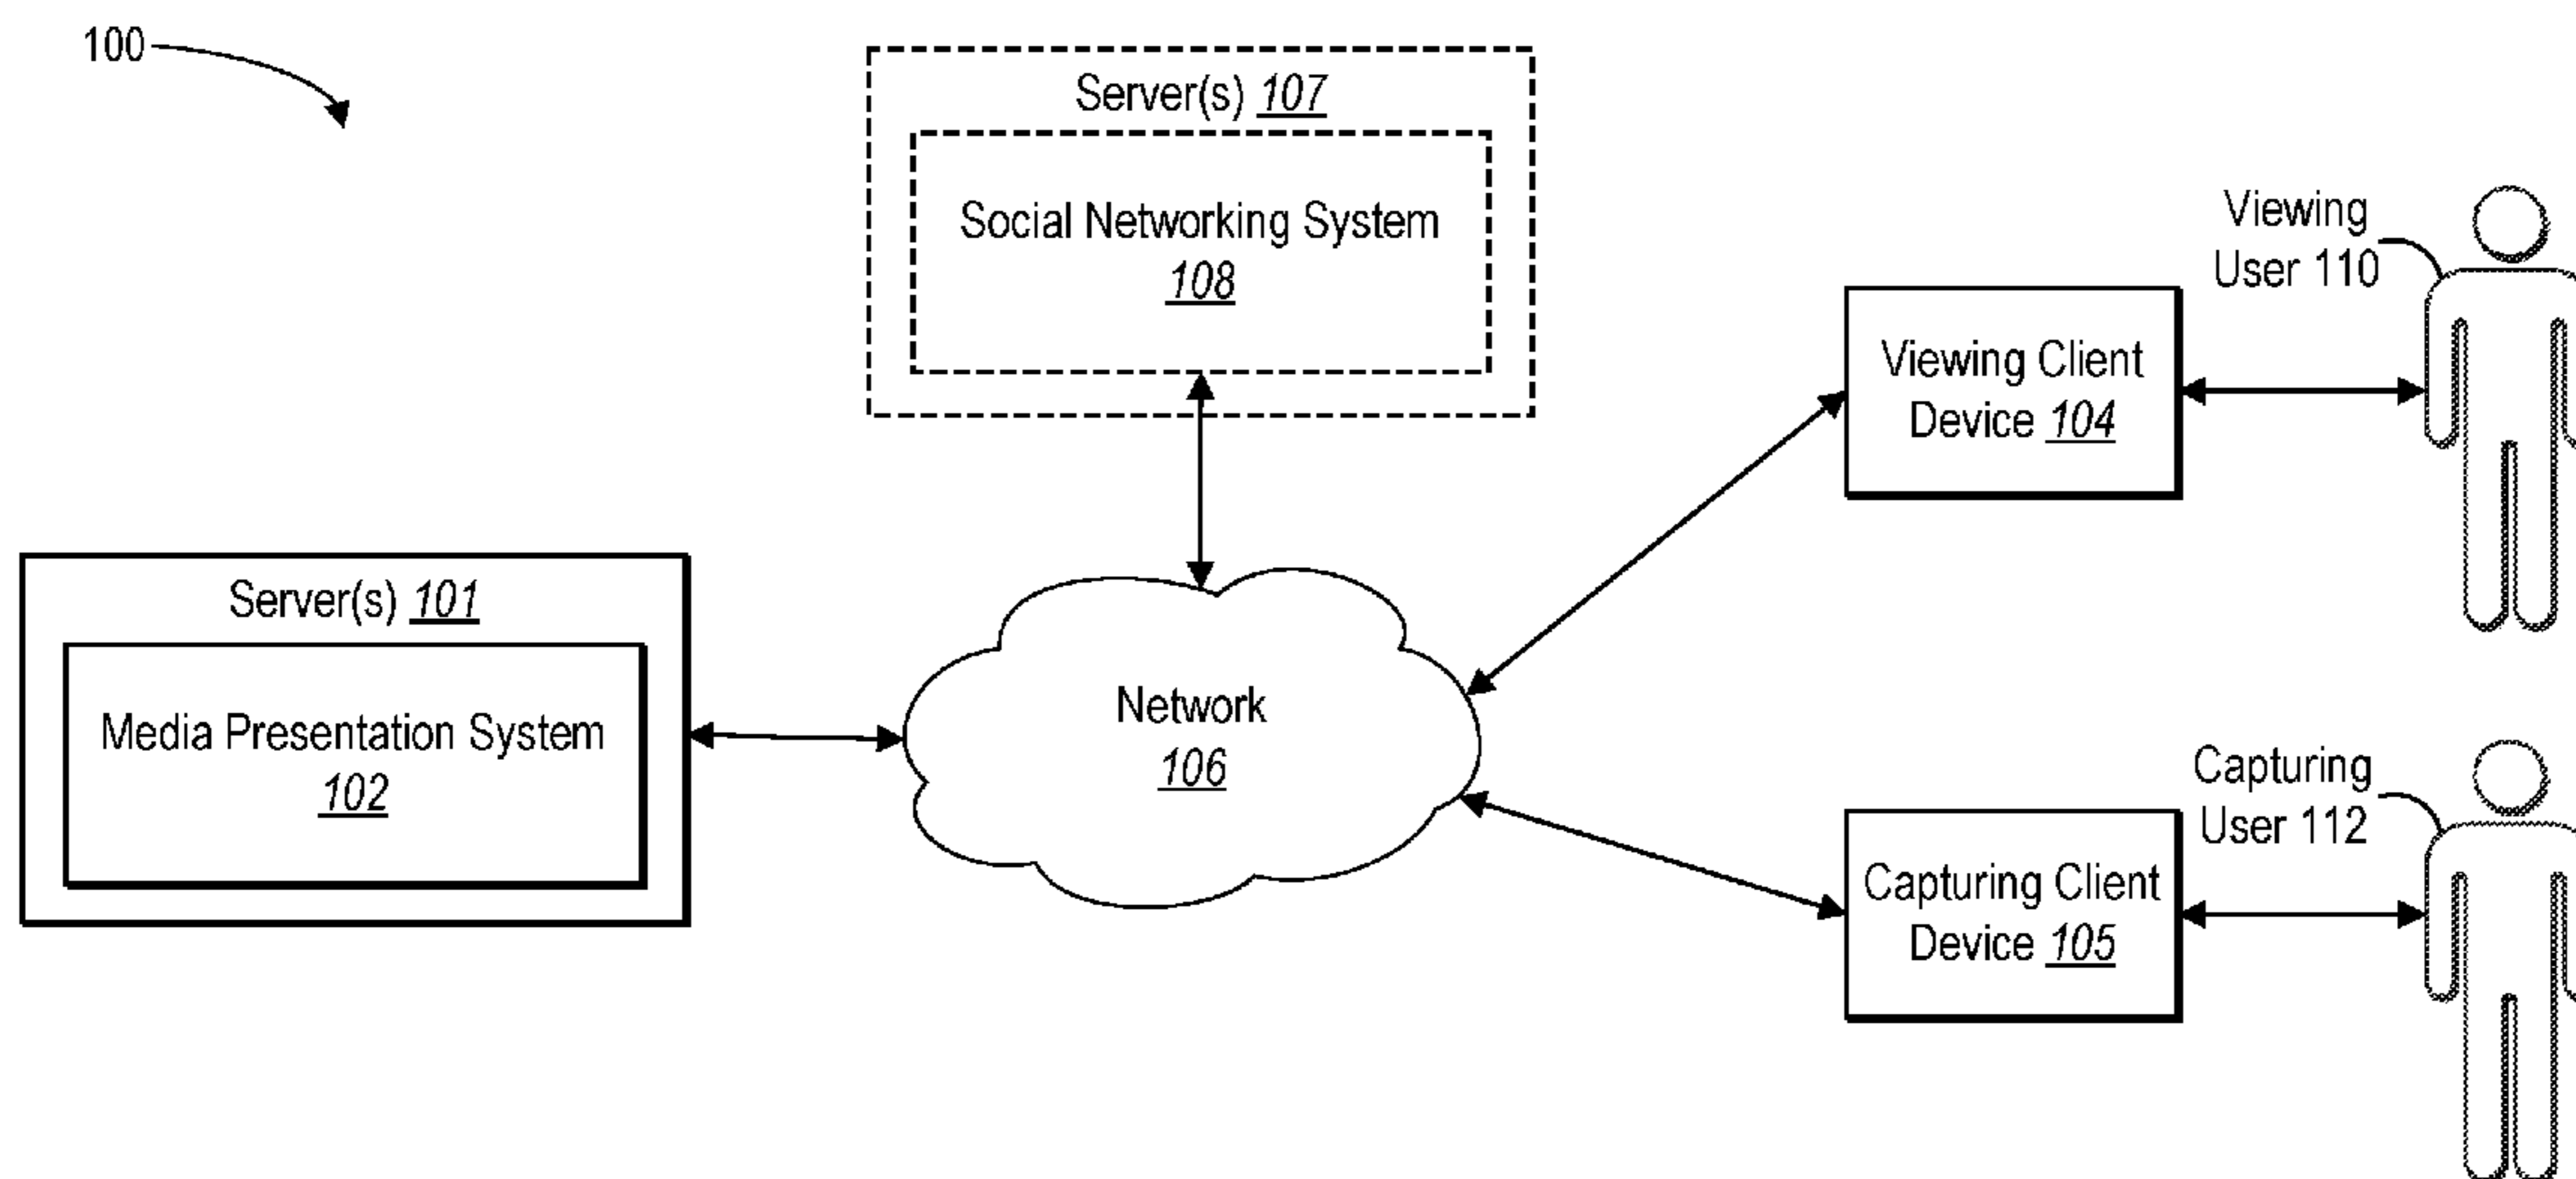 100
Server(s) 107
Social Networking System
108
Viewing
User 110
Viewing Client
Device 104
Server(s) 101
Media Presentation System
102
Network
106
Capturing
User 112
Capturing Client
Device 105